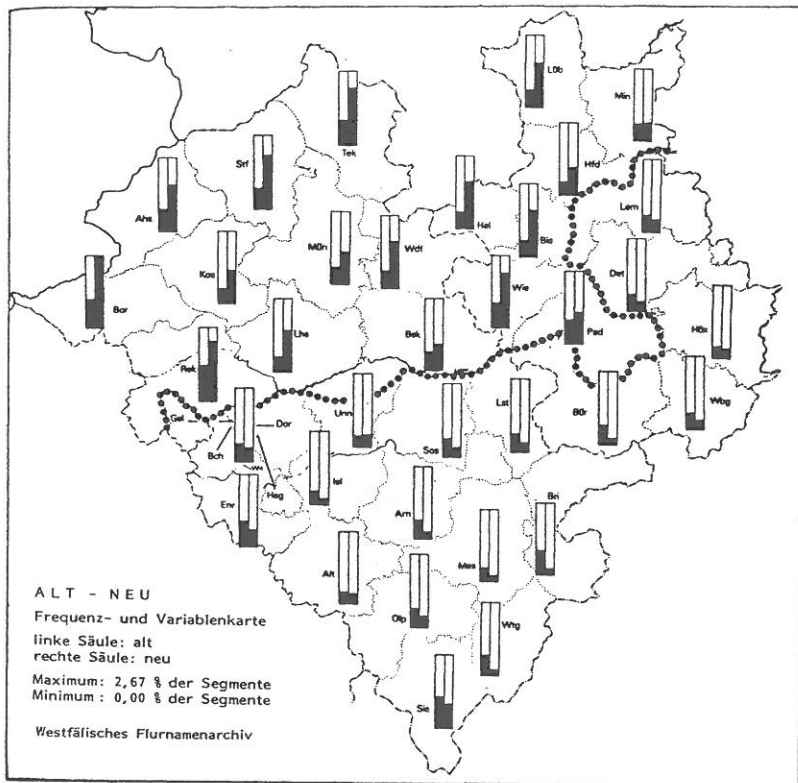 Lüb
Min
Tek
Stf
Hfd
Ahs
Lem
Hal
Bie
Mün
Wdf
Kos
Det
Bor
Wie
Höx
Lhs
Bek
Pad
Rek
Wbg
Gel
Unn
Lst
Bür
Dor
Sos
Bch
Isl
Hag
Enr
Arn
Bri
Mes
Alt
Olp
Wtg
Sie
ALT - NEU
Frequenz- und Variablenkarte
linke Säule: alt
rechte Säule: neu
Maximum: 2,67 % der Segmente
Minimum: 0,00 % der Segmente
Westfälisches Flurnamenarchiv